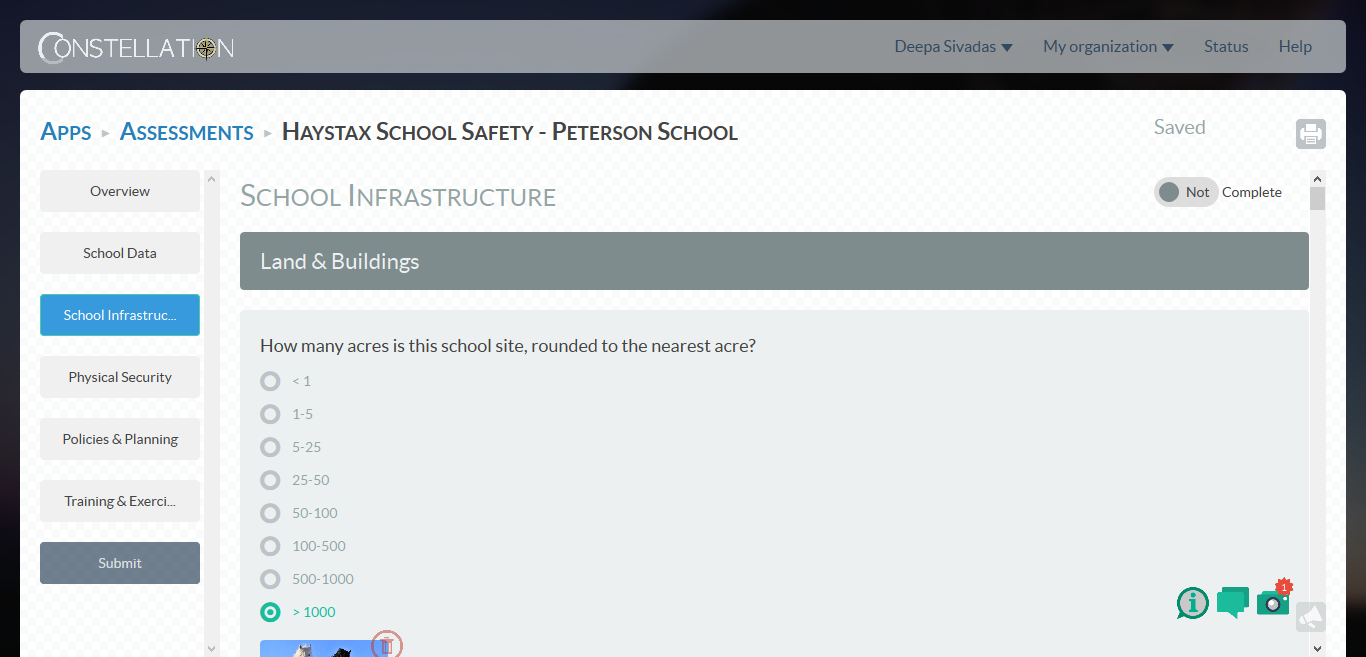 CONSTELLATION
Deepa Sivadas
My organization
Status
Help
APPS
ASSESSMENTS
HAYSTAX SCHOOL SAFETY - PETERSON SCHOOL
Saved
Overview
School Data
School Infrastruc...
Physical Security
Policies & Planning
Training & Exerci...
Submit
SCHOOL INFRASTRUCTURE
Not Complete
Land & Buildings
How many acres is this school site, rounded to the nearest acre?
< 1
1-5
5-25
25-50
50-100
100-500
500-1000
> 1000
1